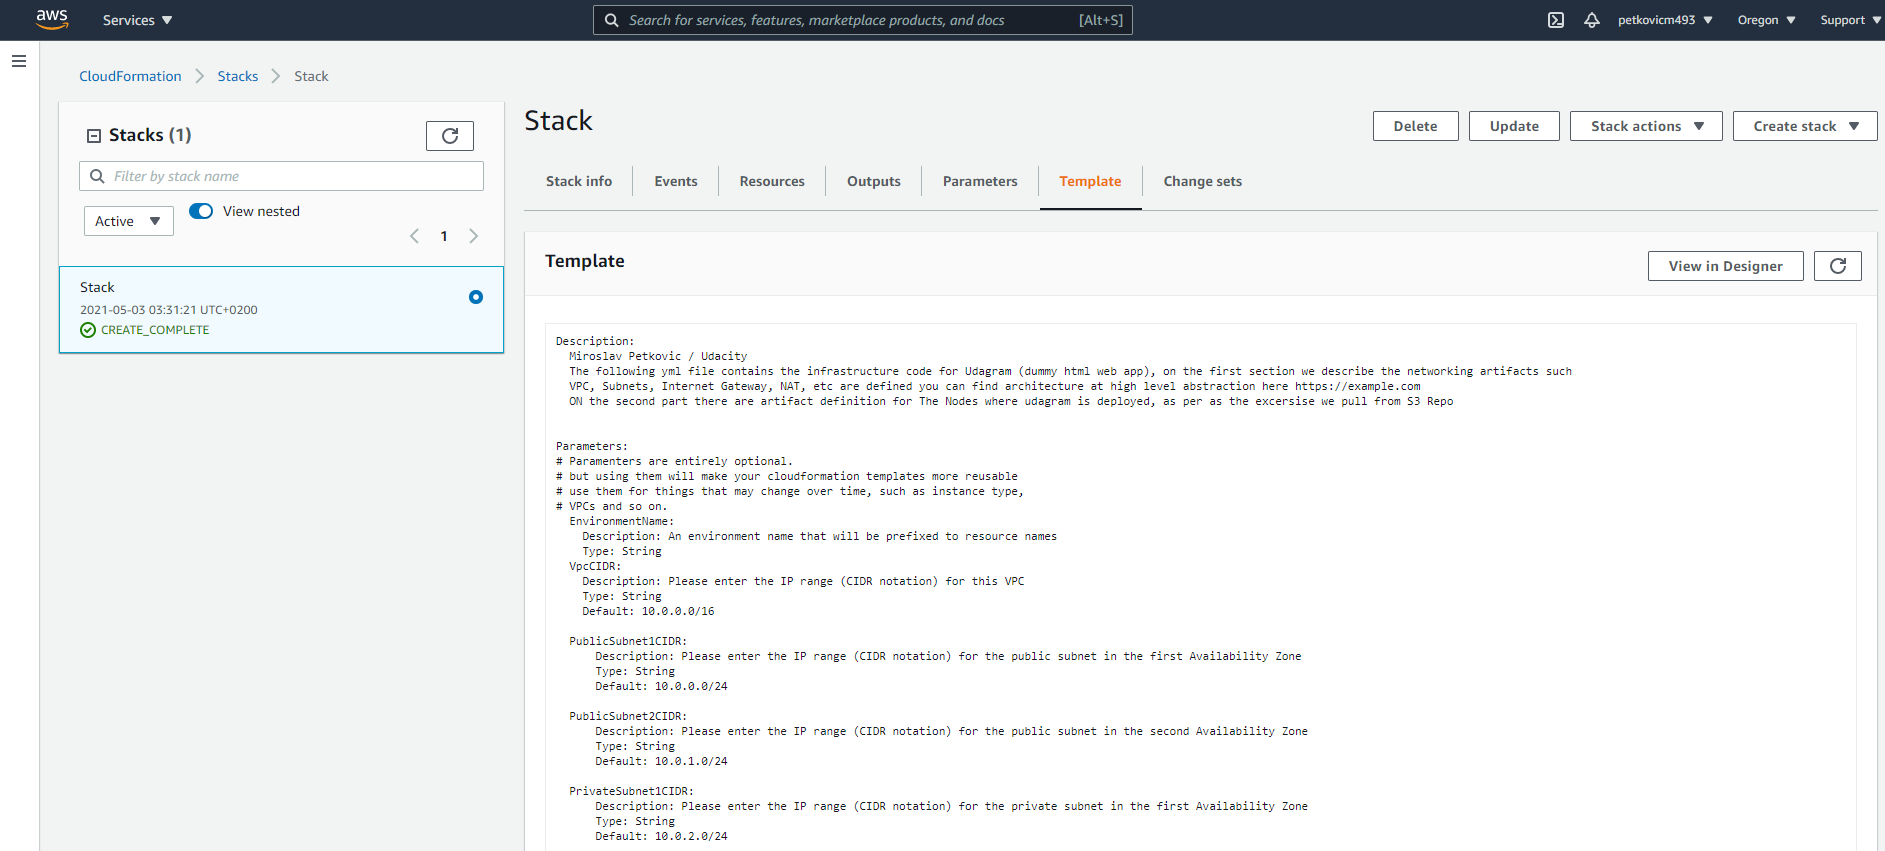 aws
Services
Search for services, features, marketplace products, and docs [Alt+S]
petkovicm493
Oregon
Support
CloudFormation
Stacks
Stack
Stacks (1)
Filter by stack name
Active
View nested
1
Stack
2021-05-03 03:31:21 UTC+0200
CREATE_COMPLETE
Stack
Delete
Update
Stack actions
Create stack
Stack info
Events
Resources
Outputs
Parameters
Template
Change sets
Template
View in Designer
Description:
Miroslav Petkovic / Udacity
The following yml file contains the infrastructure code for Udagram (dummy html web app), on the first section we describe the networking artifacts such
VPC, Subnets, Internet Gateway, NAT, etc are defined you can find architecture at high level abstraction here https://example.com
ON the second part there are artifact definition for The Nodes where udagram is deployed, as per as the excersise we pull from S3 Repo
Parameters:
# Paramenters are entirely optional.
# but using them will make your cloudformation templates more reusable
# use them for things that may change over time, such as instance type,
# VPCs and so on.
EnvironmentName:
Description: An environment name that will be prefixed to resource names
Type: String
VpcCIDR:
Description: Please enter the IP range (CIDR notation) for this VPC
Type: String
Default: 10.0.0.0/16
PublicSubnet1CIDR:
Description: Please enter the IP range (CIDR notation) for the public subnet in the first Availability Zone
Type: String
Default: 10.0.0.0/24
PublicSubnet2CIDR:
Description: Please enter the IP range (CIDR notation) for the public subnet in the second Availability Zone
Type: String
Default: 10.0.1.0/24
PrivateSubnet1CIDR:
Description: Please enter the IP range (CIDR notation) for the private subnet in the first Availability Zone
Type: String
Default: 10.0.2.0/24